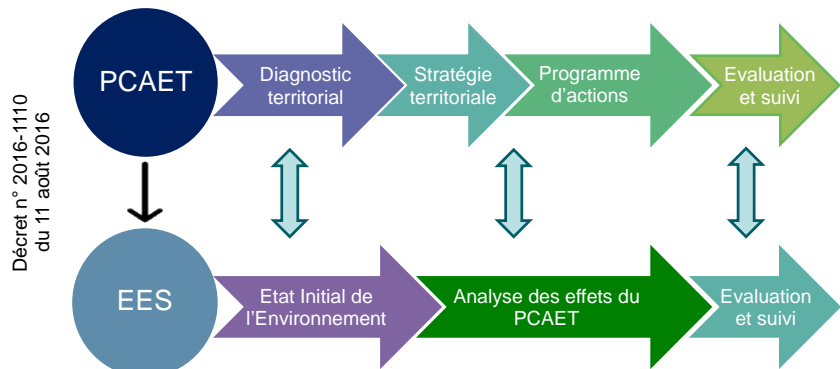 Décret n° 2016-1110
du 11 août 2016
PCAET
Diagnostic
territorial
Stratégie
territoriale
Programme
d'actions
Evaluation
et suivi
EES
Etat Initial de
l'Environnement
Analyse des effets du
PCAET
Evaluation
et suivi